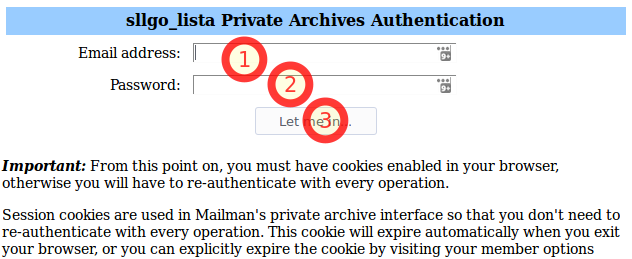 sllgo_lista Private Archives Authentication
Email address:
1
9+
Password:
2
9+
Let me in...
3
Important: From this point on, you must have cookies enabled in your browser,
otherwise you will have to re-authenticate with every operation.
Session cookies are used in Mailman's private archive interface so that you don't need to
re-authenticate with every operation. This cookie will expire automatically when you exit
your browser, or you can explicitly expire the cookie by visiting your member options